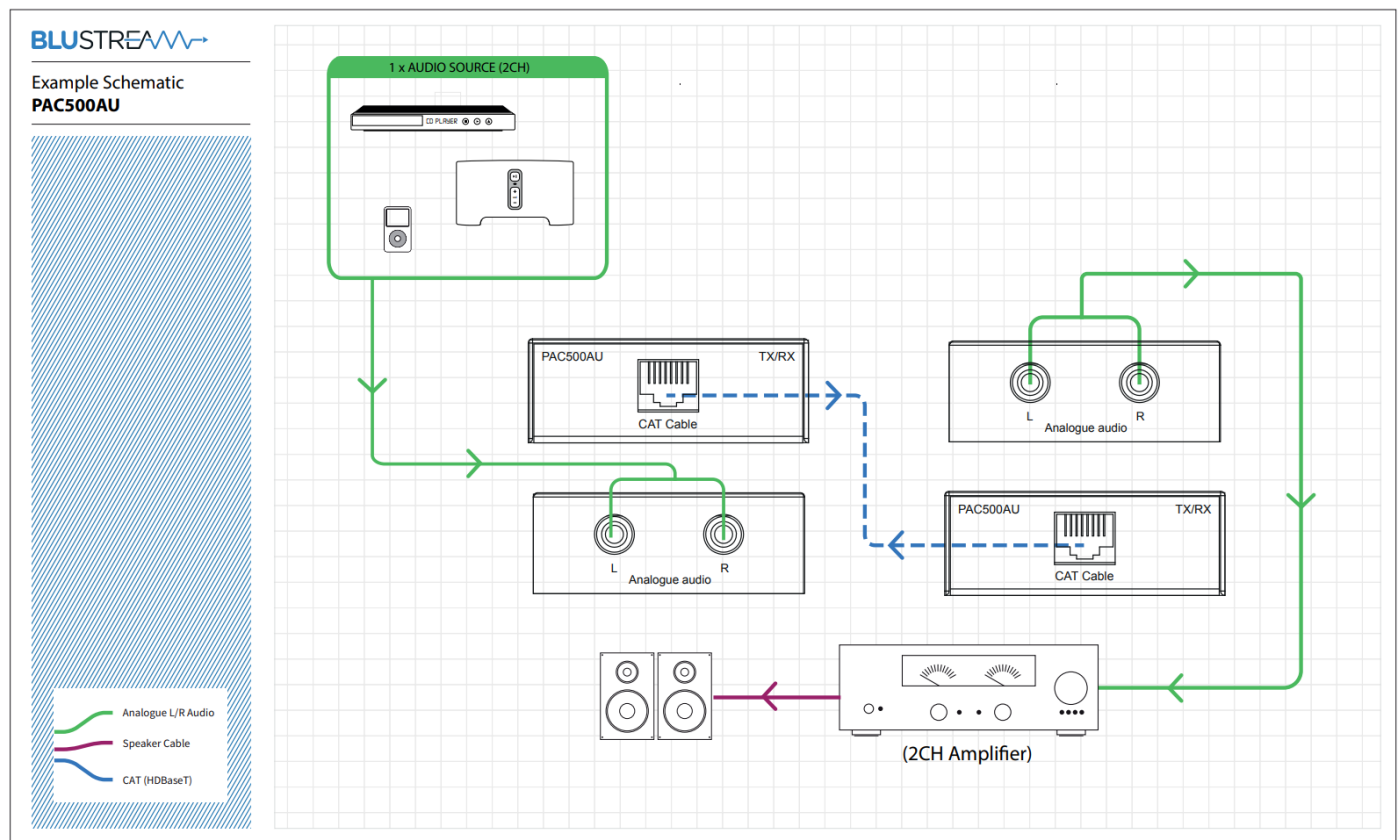 BLUSTREAM
Example Schematic
PAC500AU
1 x AUDIO SOURCE (2CH)
CD PLAYER
PAC500AU
TX/RX
CAT Cable
L
R
Analogue audio
L
R
Analogue audio
PAC500AU
TX/RX
CAT Cable
(2CH Amplifier)
Analogue L/R Audio
Speaker Cable
CAT (HDBaseT)